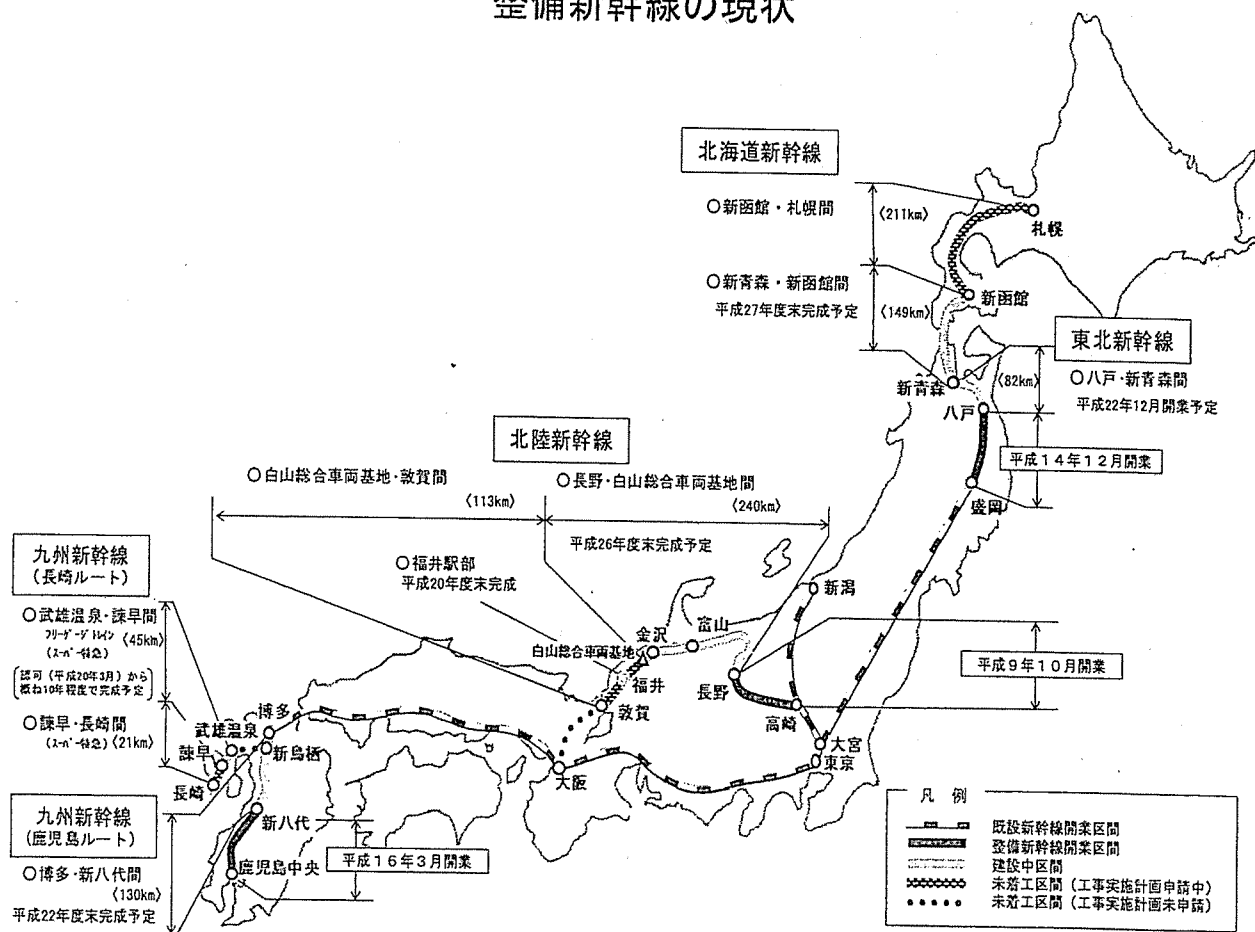 整備新幹線の現状
北海道新幹線
○新函館・札幌間
〈211km〉
札幌
○新青森・新函館間
平成27年度末完成予定
〈149km〉
新函館
東北新幹線
○八戸・新青森間
〈82km〉
平成22年12月開業予定
新青森
八戸
平成14年12月開業
盛岡
北陸新幹線
○白山総合車両基地・敦賀間
〈113km〉
○長野・白山総合車両基地間
〈240km〉
平成26年度末完成予定
○福井駅部
平成20年度末完成
新潟
富山
金沢
白山総合車両基地
福井
敦賀
長野
高崎
平成9年10月開業
大宮
東京
大阪
九州新幹線
(長崎ルート)
○武雄温泉・諫早間
フリーゲージトレイン
(スーパー特急)
〈45km〉
認可(平成20年3月)から
概ね10年程度で完成予定
○諫早・長崎間
(スーパー特急)〈21km〉
博多
武雄温泉
新鳥栖
諫早
長崎
九州新幹線
(鹿児島ルート)
○博多・新八代間
〈130km〉
平成22年度末完成予定
新八代
鹿児島中央
平成16年3月開業
凡 例
既設新幹線開業区間
整備新幹線開業区間
建設中区間
未着工区間(工事実施計画申請中)
未着工区間(工事実施計画未申請)